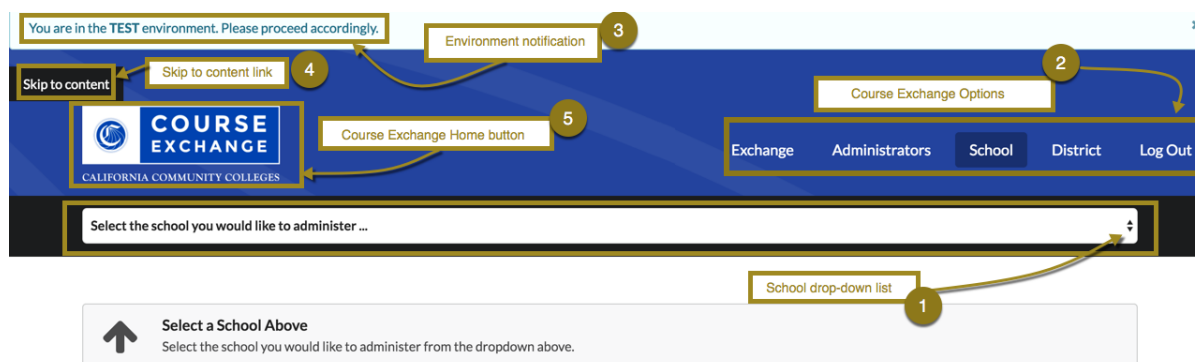 You are in the TEST environment. Please proceed accordingly.
Environment notification
3
Skip to content
Skip to content link
4
2
Course Exchange Options
COURSE
EXCHANGE
CALIFORNIA COMMUNITY COLLEGES
Course Exchange Home button
5
Exchange Administrators School District Log Out
Select the school you would like to administer ...
School drop-down list
1
Select a School Above
Select the school you would like to administer from the dropdown above.